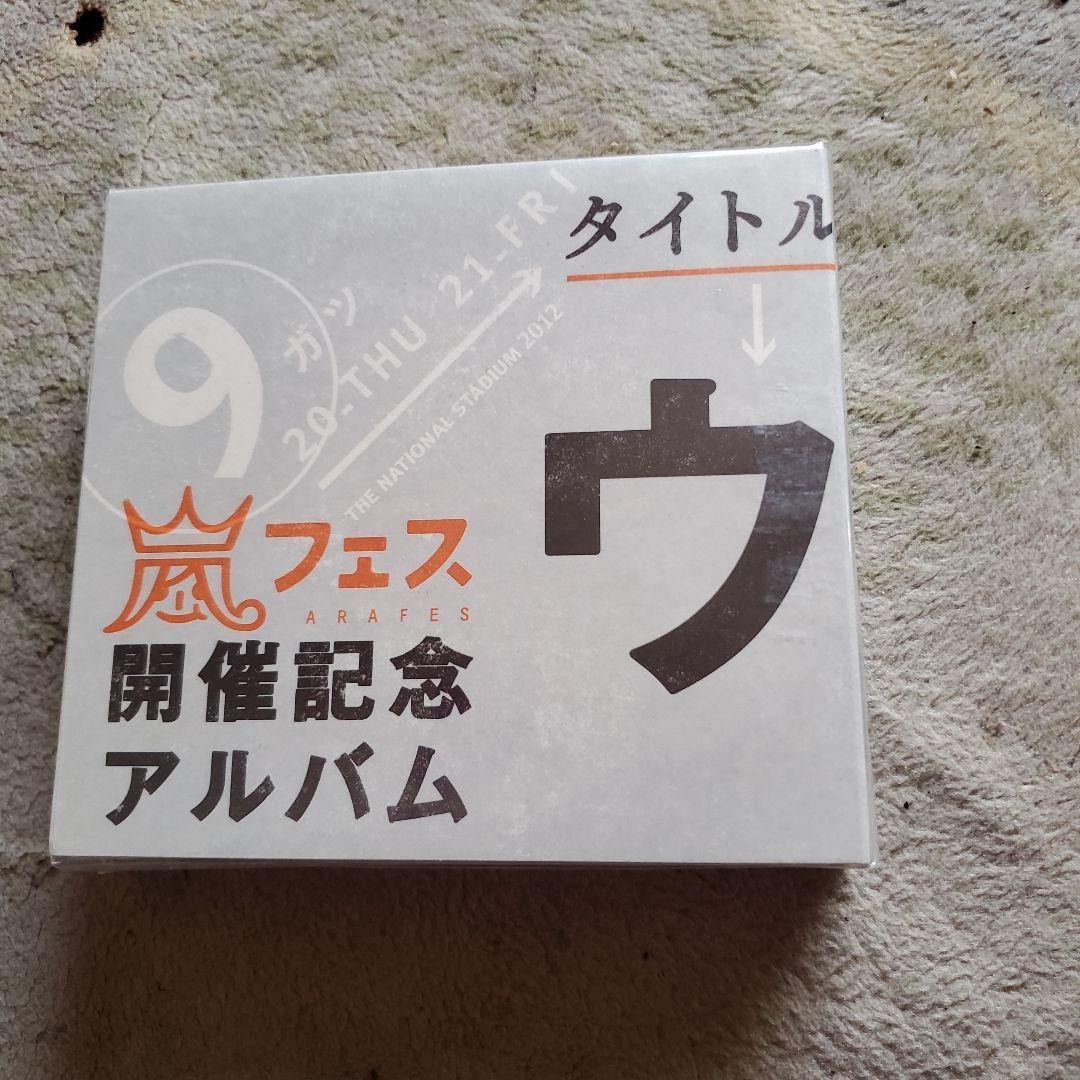 9
ガツ
20-THU 21-FRI
THE NATIONAL STADIUM 2012
タイトル
ウ
嵐フェス
ARAFES
開催記念
アルバム